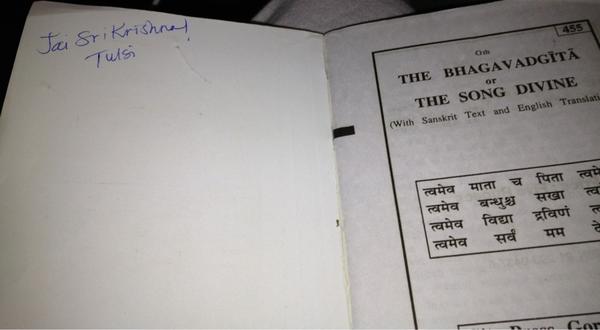 Jai Sri Krishna!
Tulsi
455
Om
THE BHAGAVADGĪTĀ
or
THE SONG DIVINE
(With Sanskrit Text and English
त्वमेव माता च पिता
त्वमेव बन्धुश्च सखा
त्वमेव विद्या द्रविणं
त्वमेव सर्वं मम